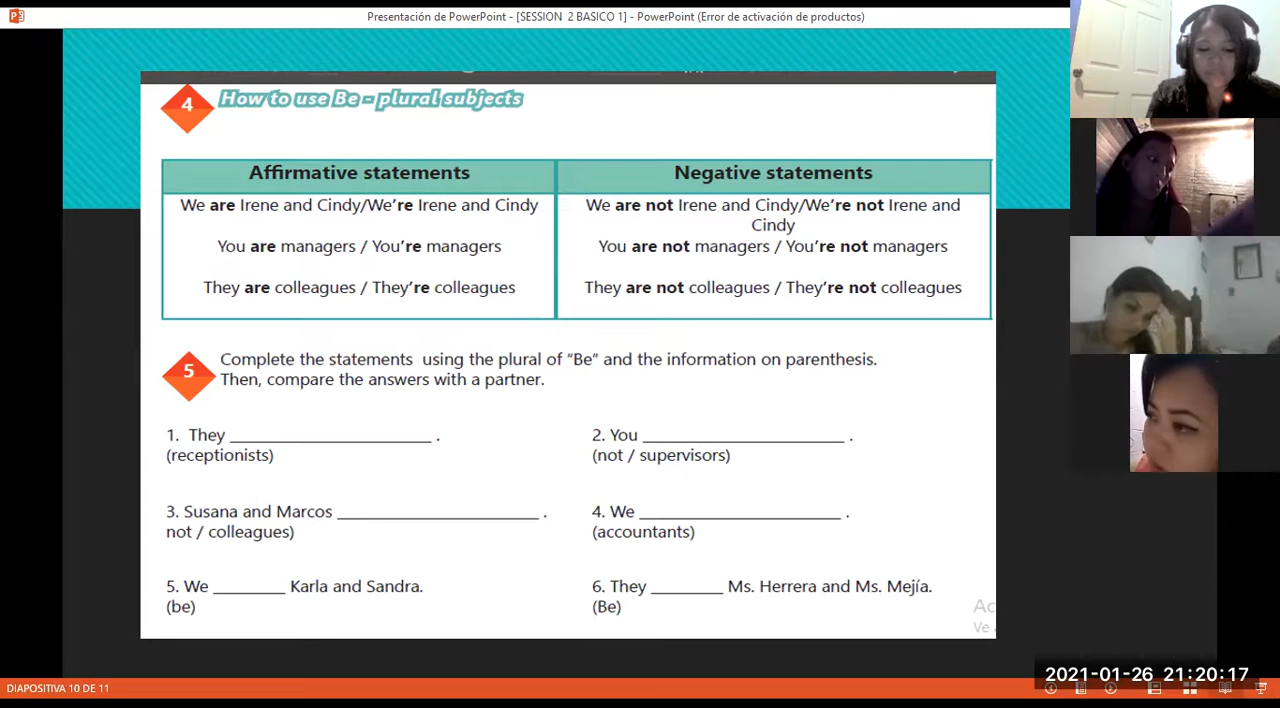 Presentación de PowerPoint - [SESSION 2 BASICO 1] - PowerPoint (Error de activación de productos)
4
How to use Be - plural subjects
Affirmative statements
Negative statements
We are Irene and Cindy/We're Irene and Cindy
We are not Irene and Cindy/We're not Irene and
Cindy
You are managers / You're managers
You are not managers / You're not managers
They are colleagues / They're colleagues
They are not colleagues / They're not colleagues
5
Complete the statements using the plural of "Be" and the information on parenthesis.
Then, compare the answers with a partner.
1. They ______________________ .
(receptionists)
2. You ______________________ .
(not / supervisors)
3. Susana and Marcos ______________________ .
not / colleagues)
4. We ______________________ .
(accountants)
5. We ________ Karla and Sandra.
(be)
6. They ________ Ms. Herrera and Ms. Mejía.
(Be)
Ve
2021-01-26 21:20:17
DIAPOSITIVA 10 DE 11